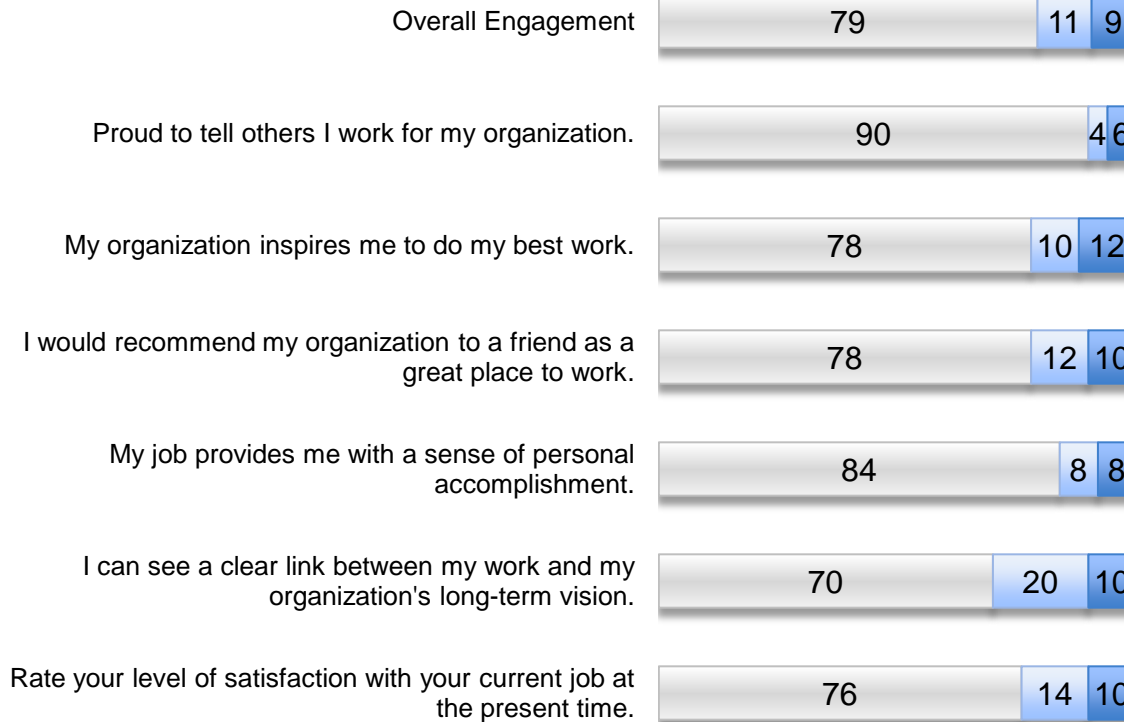 Overall Engagement 79 11 9
Proud to tell others I work for my organization. 90 4 6
My organization inspires me to do my best work. 78 10 12
I would recommend my organization to a friend as a
great place to work. 78 12 10
My job provides me with a sense of personal
accomplishment. 84 8 8
I can see a clear link between my work and my
organization's long-term vision. 70 20 10
Rate your level of satisfaction with your current job at
the present time. 76 14 10